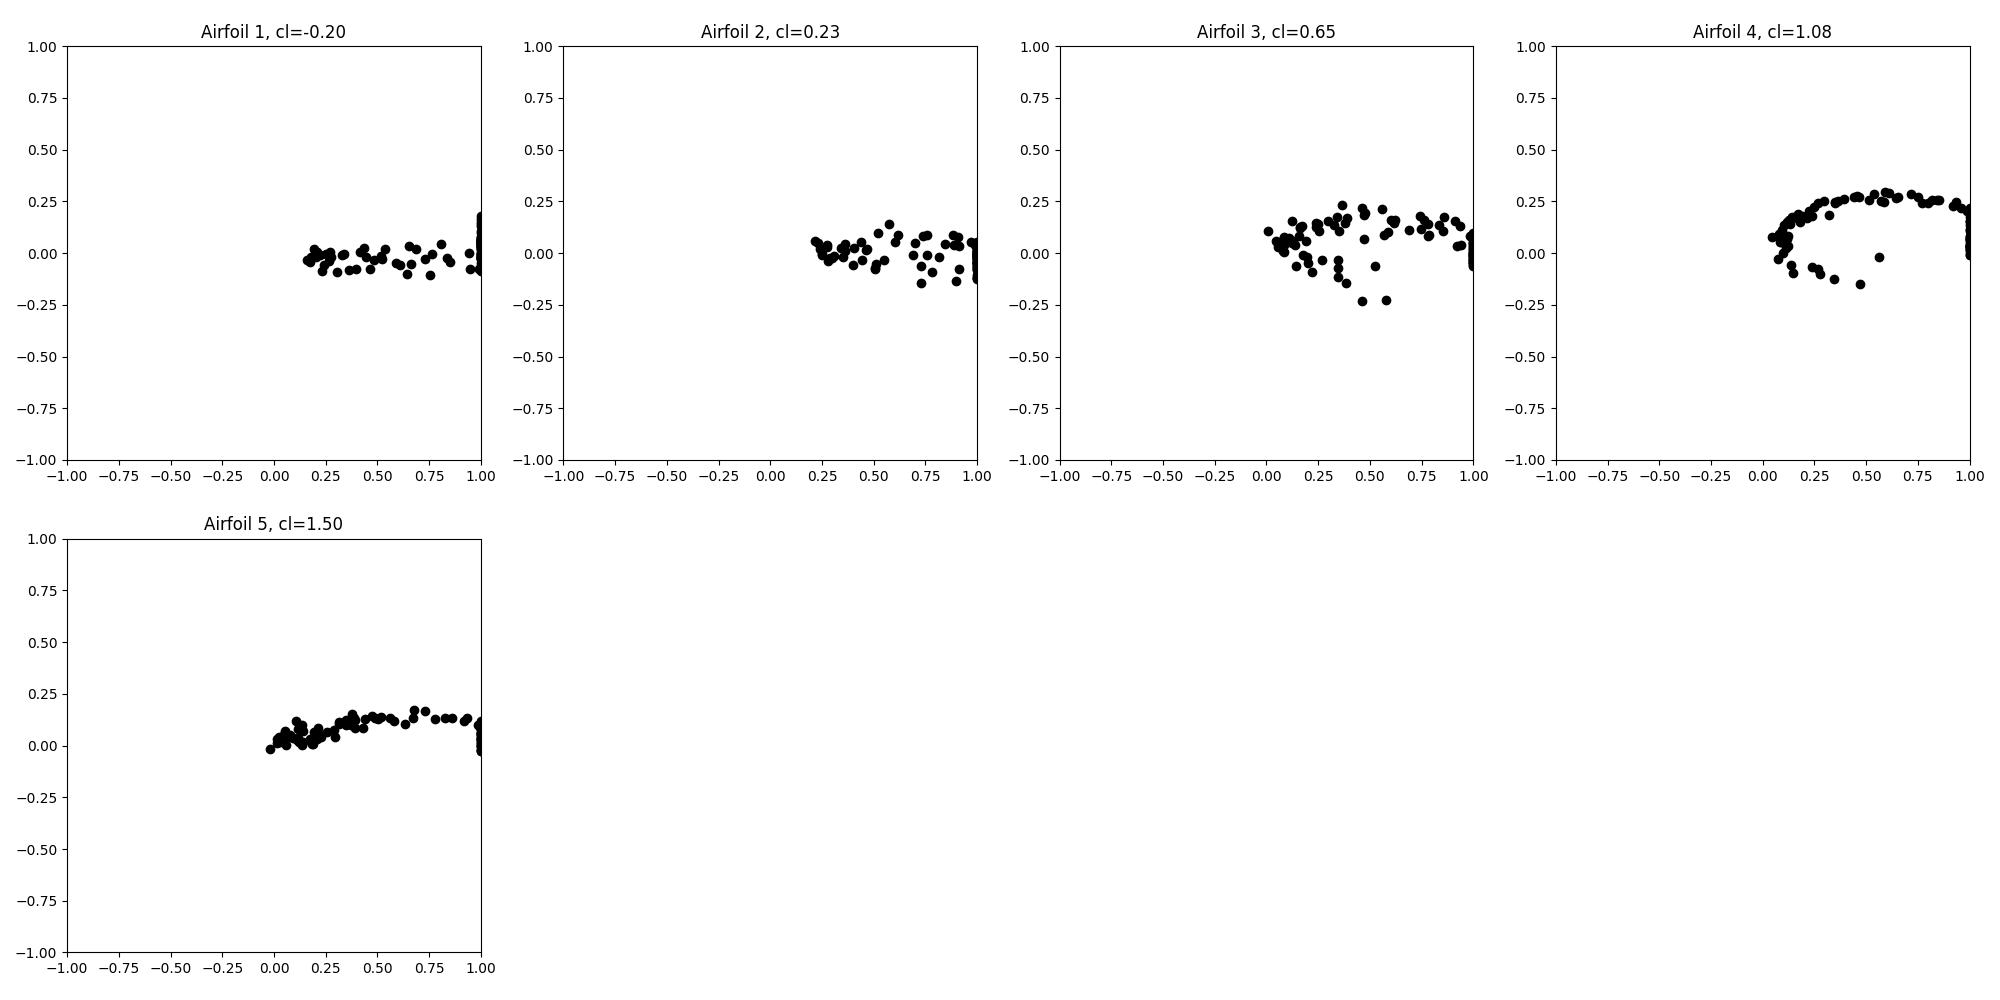 Airfoil 1, cl=-0.20
Airfoil 2, cl=0.23
Airfoil 3, cl=0.65
Airfoil 4, cl=1.08
1.00 1.00 1.00 1.00
0.75 0.75 0.75 0.75
0.50 0.50 0.50 0.50
0.25 0.25 0.25 0.25
0.00 0.00 0.00 0.00
−0.25 −0.25 −0.25 −0.25
−0.50 −0.50 −0.50 −0.50
−0.75 −0.75 −0.75 −0.75
−1.00 −1.00 −1.00 −1.00
−1.00 −0.75 −0.50 −0.25 0.00 0.25 0.50 0.75 1.00
−1.00 −0.75 −0.50 −0.25 0.00 0.25 0.50 0.75 1.00
−1.00 −0.75 −0.50 −0.25 0.00 0.25 0.50 0.75 1.00
−1.00 −0.75 −0.50 −0.25 0.00 0.25 0.50 0.75 1.00
Airfoil 5, cl=1.50
1.00
0.75
0.50
0.25
0.00
−0.25
−0.50
−0.75
−1.00
−1.00 −0.75 −0.50 −0.25 0.00 0.25 0.50 0.75 1.00